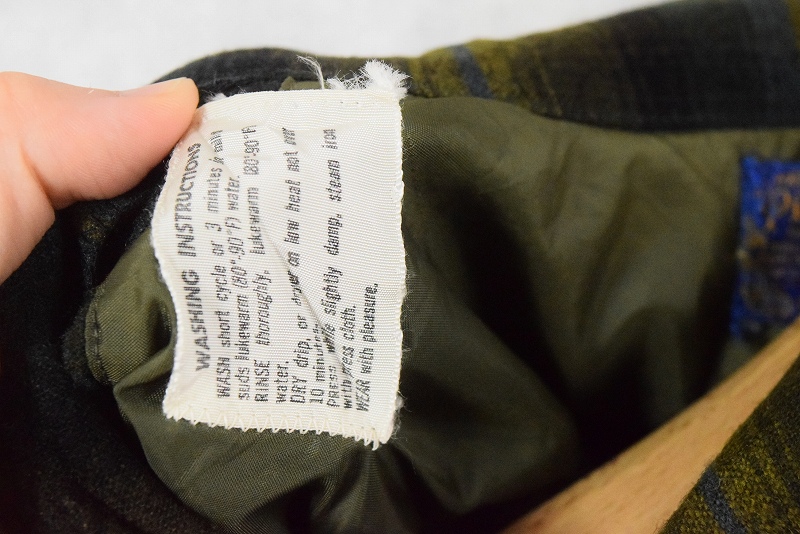 WASHING INSTRUCTIONS
WASH short cycle or 3 minutes in mild
suds lukewarm (80°-90°F) water.
RINSE thoroughly, lukewarm (80°-90°F)
water.
DRY drip, or dryer on low heat not over
10 minutes.
PRESS while slightly damp, steam iron
with press cloth.
WEAR with pleasure.